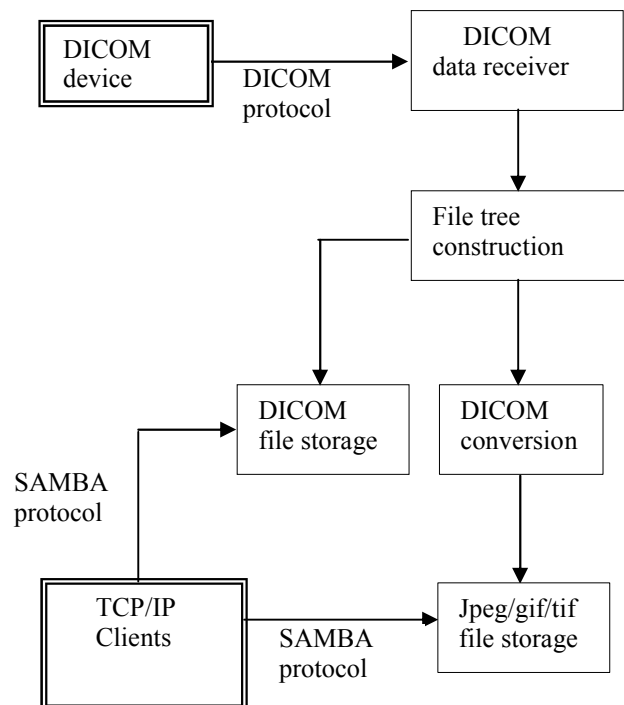 DICOM
device
DICOM
protocol
DICOM
data receiver
File tree
construction
DICOM
file storage
DICOM
conversion
SAMBA
protocol
TCP/IP
Clients
SAMBA
protocol
Jpeg/gif/tif
file storage